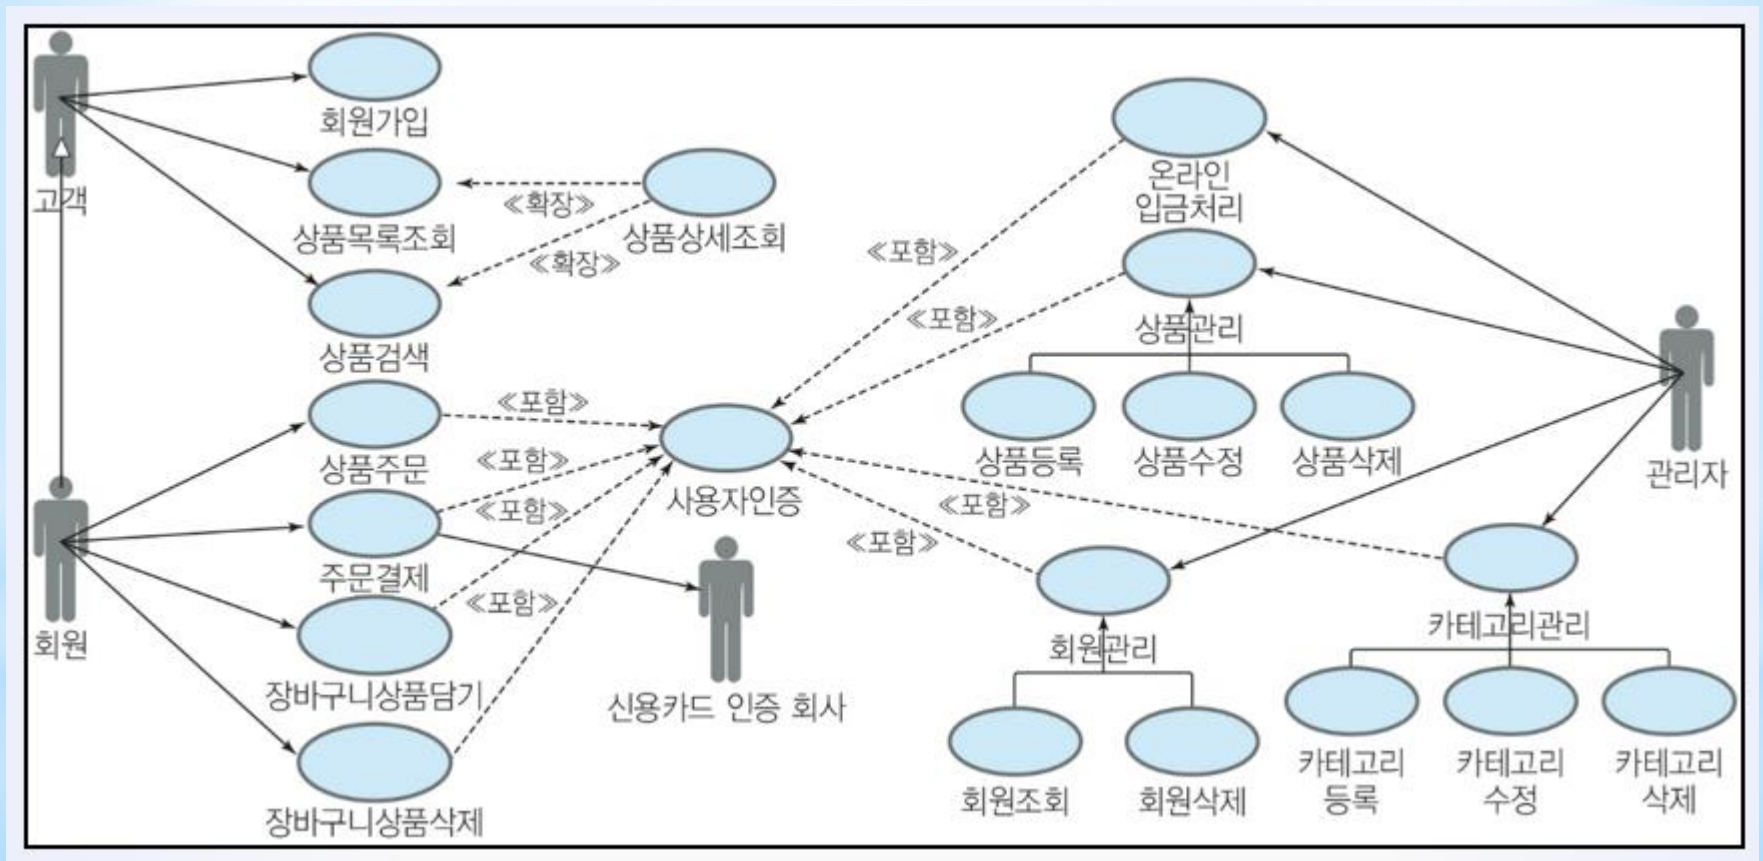 고객
회원가입
상품목록조회
≪확장≫
상품상세조회
≪확장≫
상품검색
상품주문
≪포함≫
≪포함≫
≪포함≫
주문결제
≪포함≫
회원
장바구니상품담기
장바구니상품삭제
사용자인증
신용카드 인증 회사
온라인
입금처리
≪포함≫
≪포함≫
상품관리
상품등록
상품수정
상품삭제
관리자
≪포함≫
≪포함≫
회원관리
회원조회
회원삭제
카테고리관리
카테고리
등록
카테고리
수정
카테고리
삭제